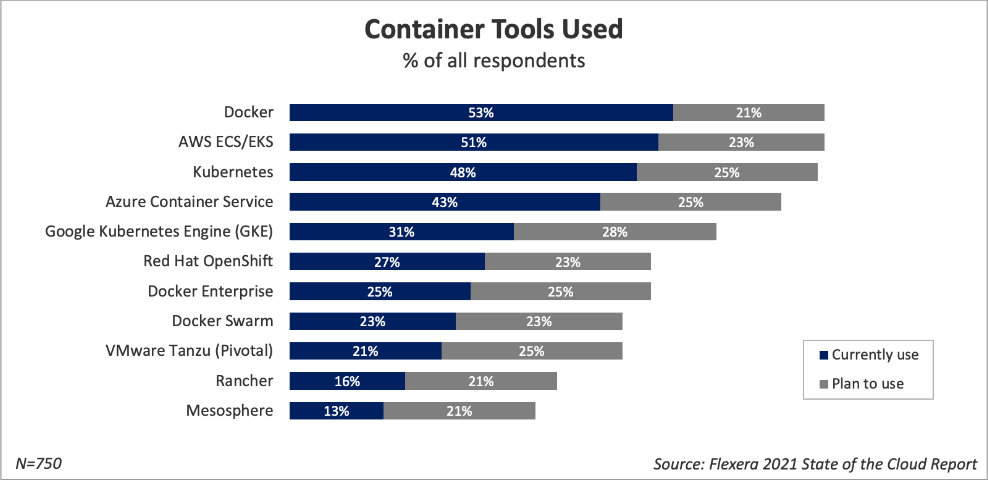 Container Tools Used
% of all respondents
Docker 53% 21%
AWS ECS/EKS 51% 23%
Kubernetes 48% 25%
Azure Container Service 43% 25%
Google Kubernetes Engine (GKE) 31% 28%
Red Hat OpenShift 27% 23%
Docker Enterprise 25% 25%
Docker Swarm 23% 23%
VMware Tanzu (Pivotal) 21% 25%
Rancher 16% 21%
Mesosphere 13% 21%
Currently use
Plan to use
N=750
Source: Flexera 2021 State of the Cloud Report